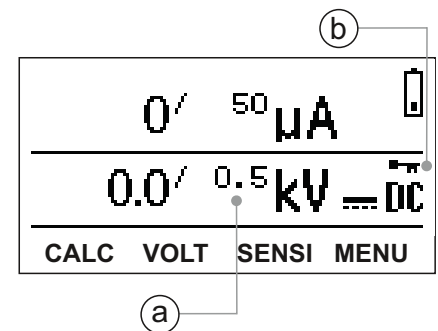 b
0/ 50 µA
0.0/ 0.5 kV DC
CALC VOLT SENSI MENU
a